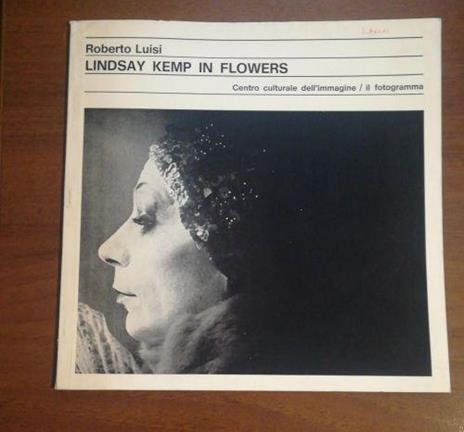 Roberto Luisi
LINDSAY KEMP IN FLOWERS
Centro culturale dell'immagine / il fotogramma